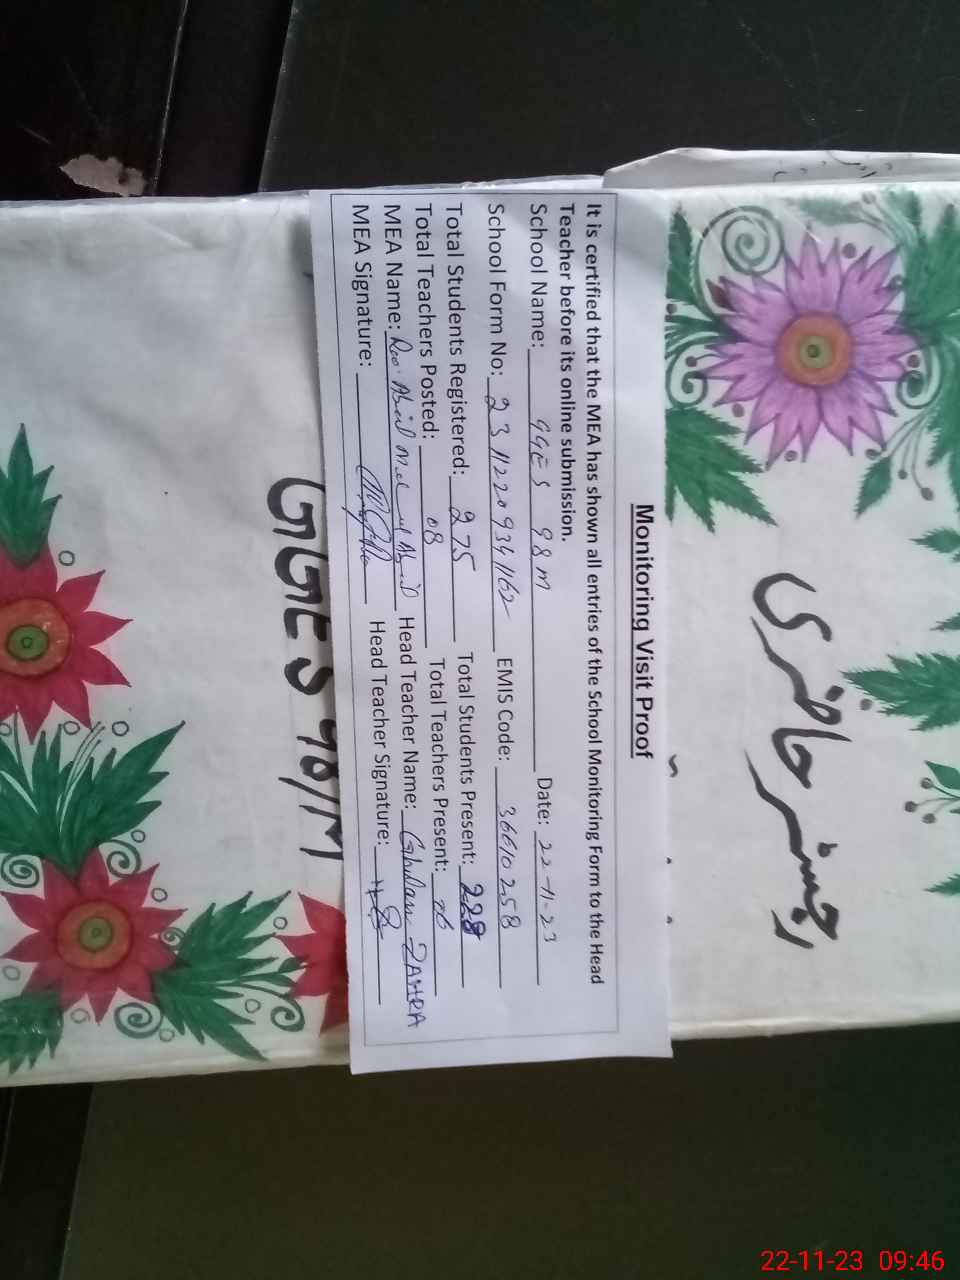 رجسٹر حاضری
Monitoring Visit Proof
It is certified that the MEA has shown all entries of the School Monitoring Form to the Head
Teacher before its online submission.
School Name: GGES 98 M Date: 22-11-23
School Form No: 23112209341162 EMIS Code: 36610258
Total Students Registered: 275 Total Students Present: 228
Total Teachers Posted: 08 Total Teachers Present: 06
MEA Name: Rao Abid Head Teacher Name: Ghulam ZAHRA
MEA Signature: Head Teacher Signature:
GGES 98/M
22-11-23 09:46